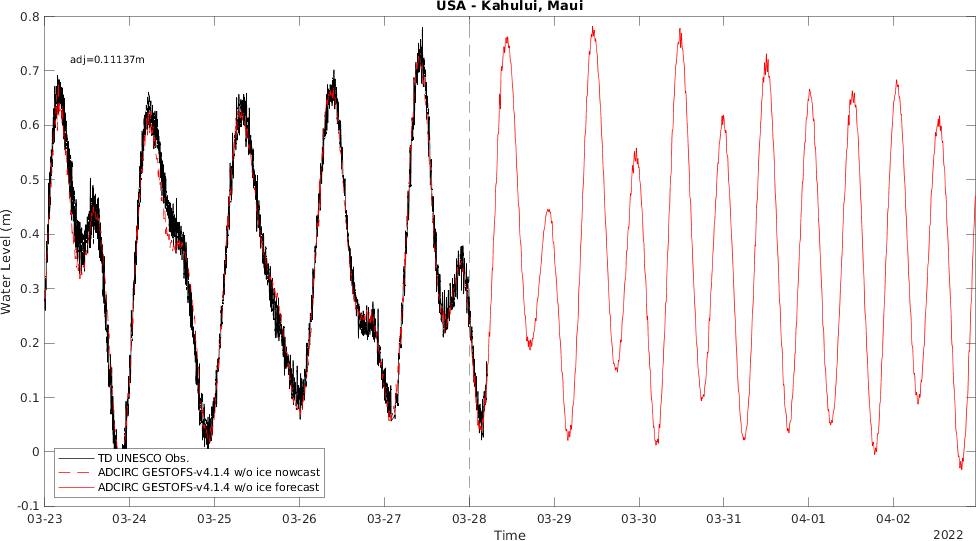 USA - Kahului, Maui
0.8
adj=0.11137m
0.7
0.6
0.5
0.4
0.3
0.2
0.1
0
-0.1
Water Level (m)
TD UNESCO Obs.
ADCIRC GESTOFS-v4.1.4 w/o ice nowcast
ADCIRC GESTOFS-v4.1.4 w/o ice forecast
03-23 03-24 03-25 03-26 03-27 03-28 03-29 03-30 03-31 04-01 04-02
Time
2022